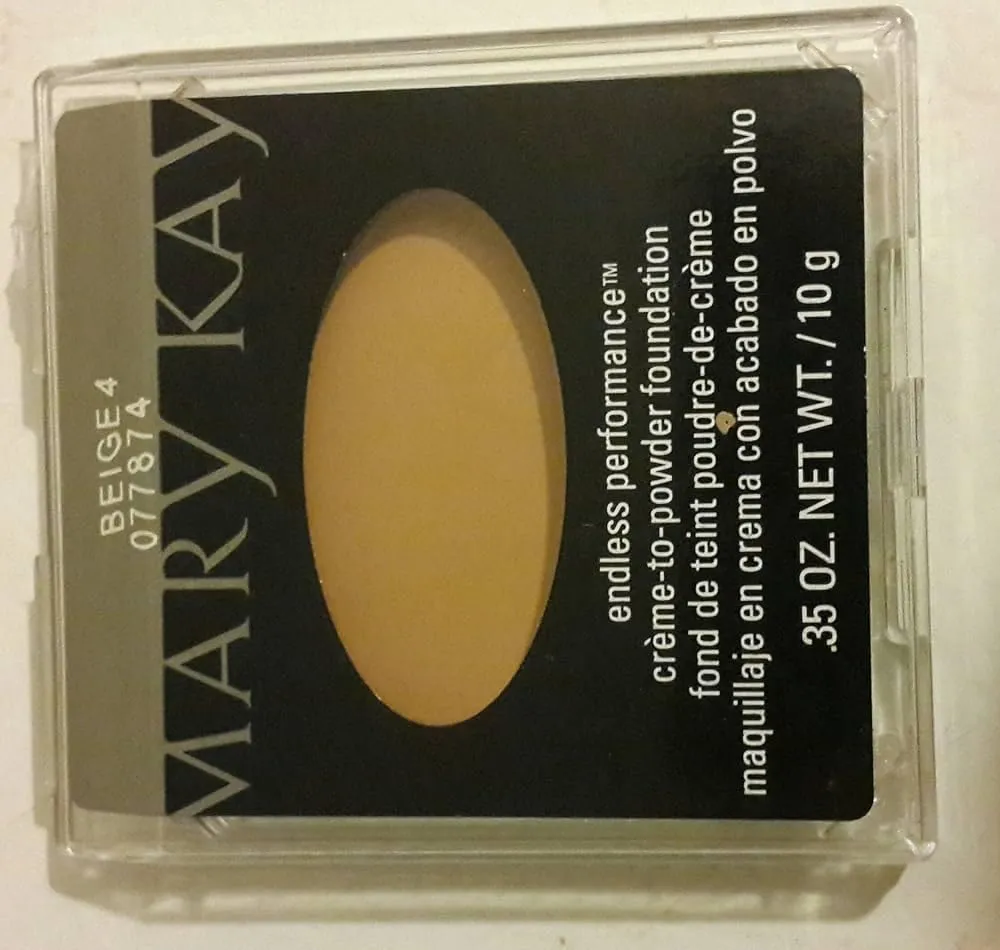 BEIGE 4
077874
MARY KAY
endless performance™
crème-to-powder foundation
fond de teint poudre-de-crème
maquillaje en crema con acabado en polvo
.35 OZ. NET WT. / 10 g